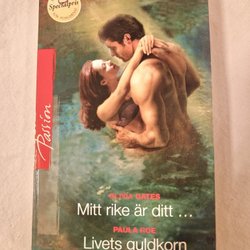 Specialpris
Passion
OLIVIA GATES
Mitt rike är ditt ...
PAULA ROE
Livets guldkorn